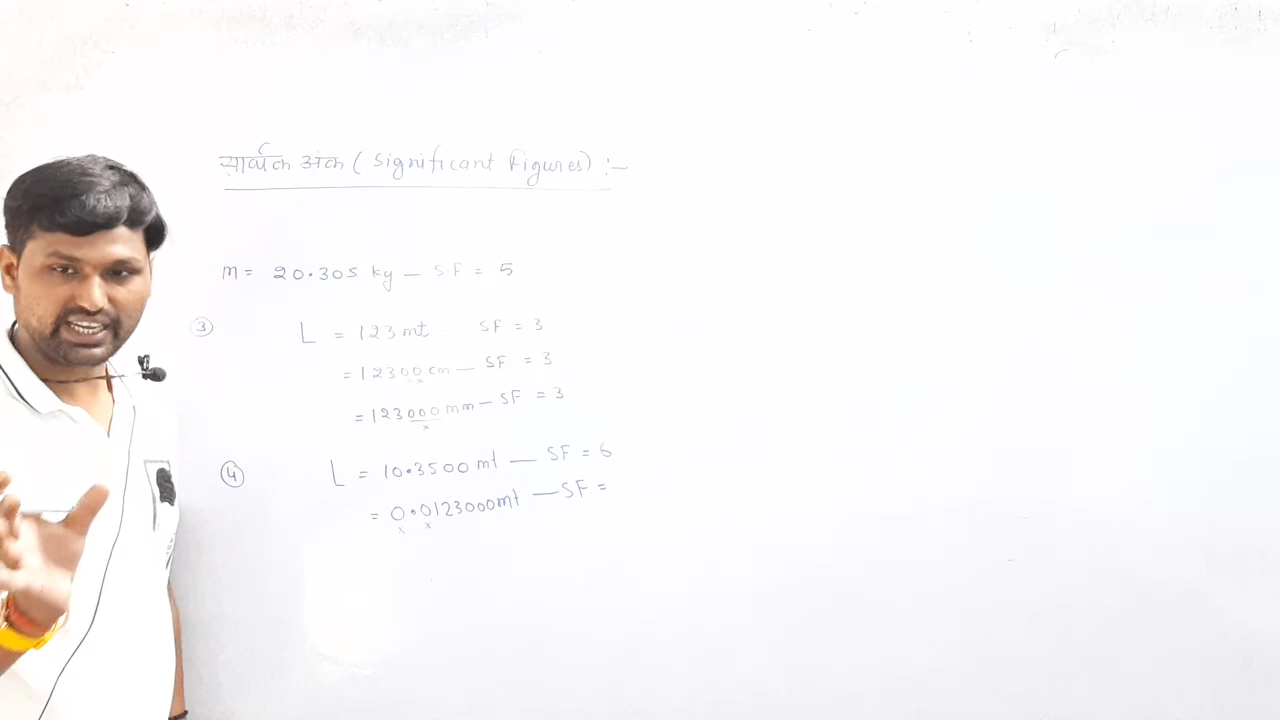 सार्थक अंक ( Significant Figures) :-
m = 20.305 kg — SF = 5
③ L = 123 mt - SF = 3
= 12300 cm — SF = 3
= 123000 mm — SF = 3
④ L = 10.3500 mt — SF = 6
= 0.0123000 mt — SF =